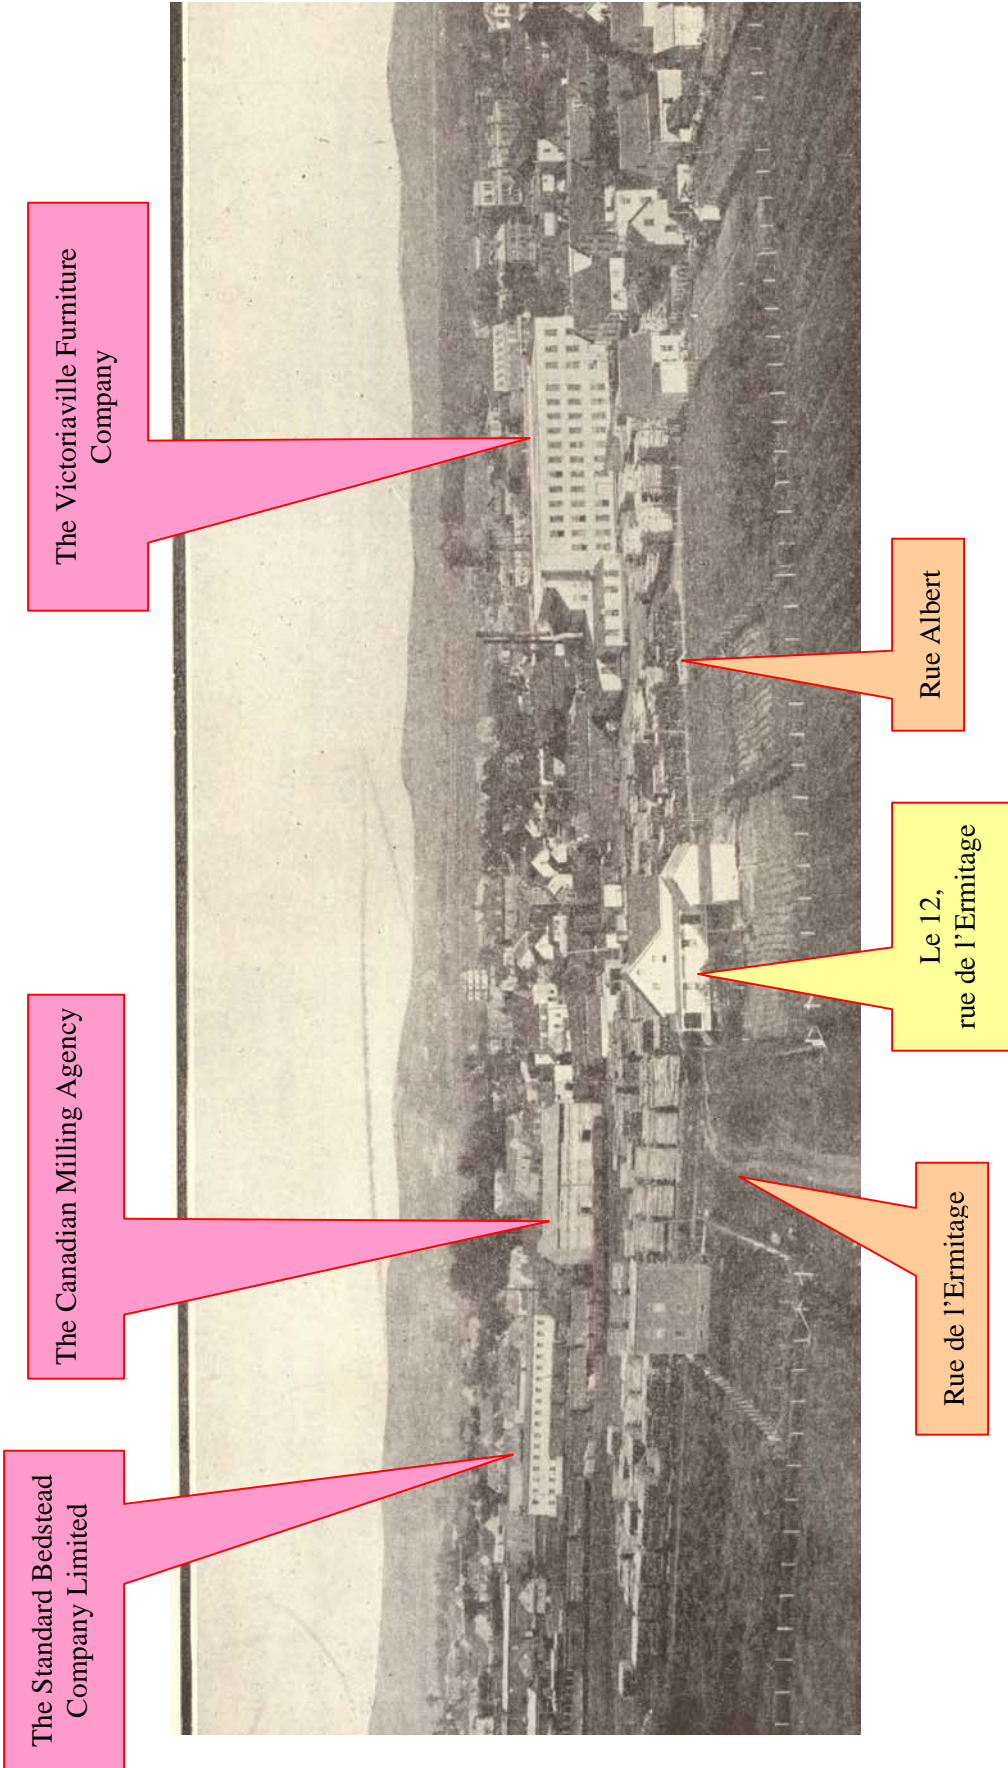 The Standard Bedstead
Company Limited
The Canadian Milling Agency
The Victoriaville Furniture
Company
Rue de l'Ermitage
Le 12,
rue de l'Ermitage
Rue Albert